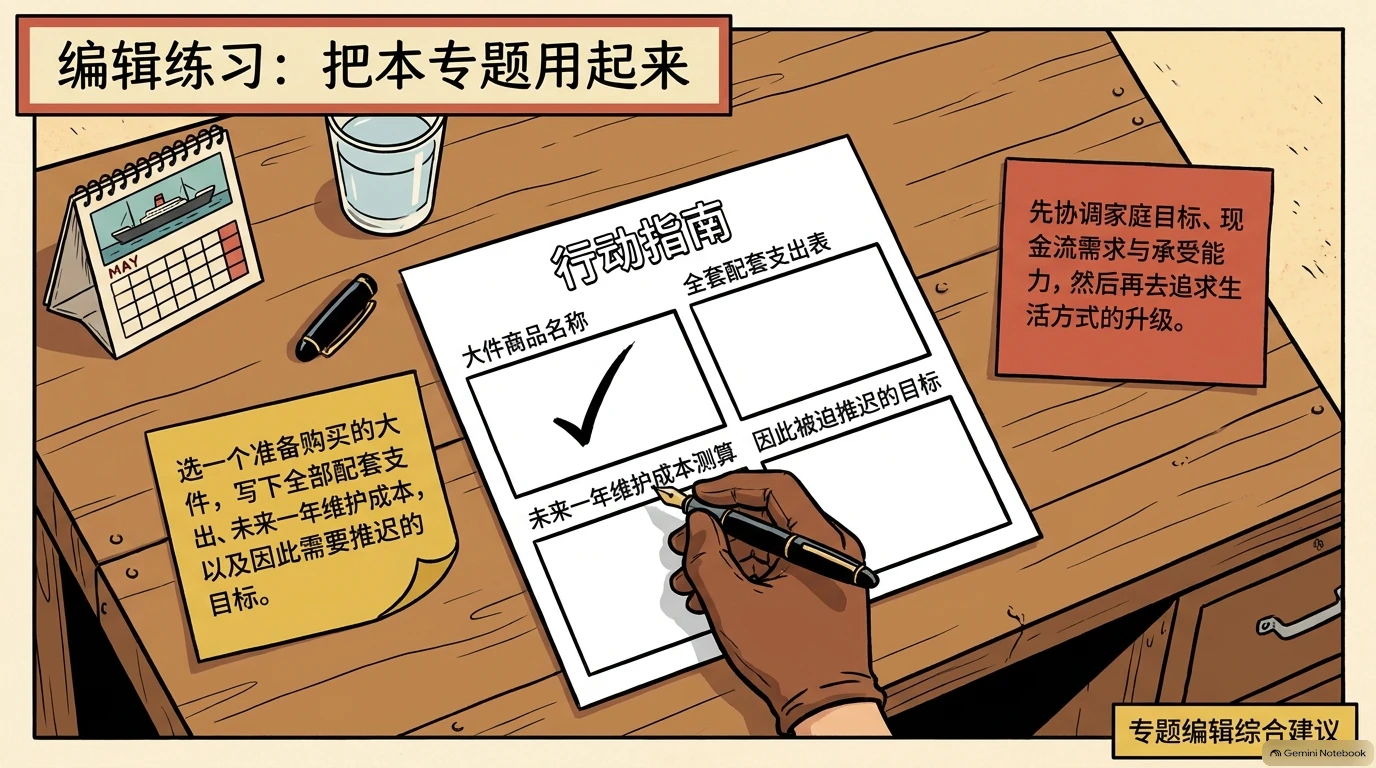 编辑练习：把本专题用起来
MAY
行动指南
大件商品名称
全套配套支出表
未来一年维护成本测算
因此被迫推迟的目标
选一个准备购买的大
件，写下全部配套支
出、未来一年维护成本，
以及因此需要推迟的
目标。
先协调家庭目标、现
金流需求与承受能
力，然后再去追求生
活方式的升级。
专题编辑综合建议
Gemini Notebook